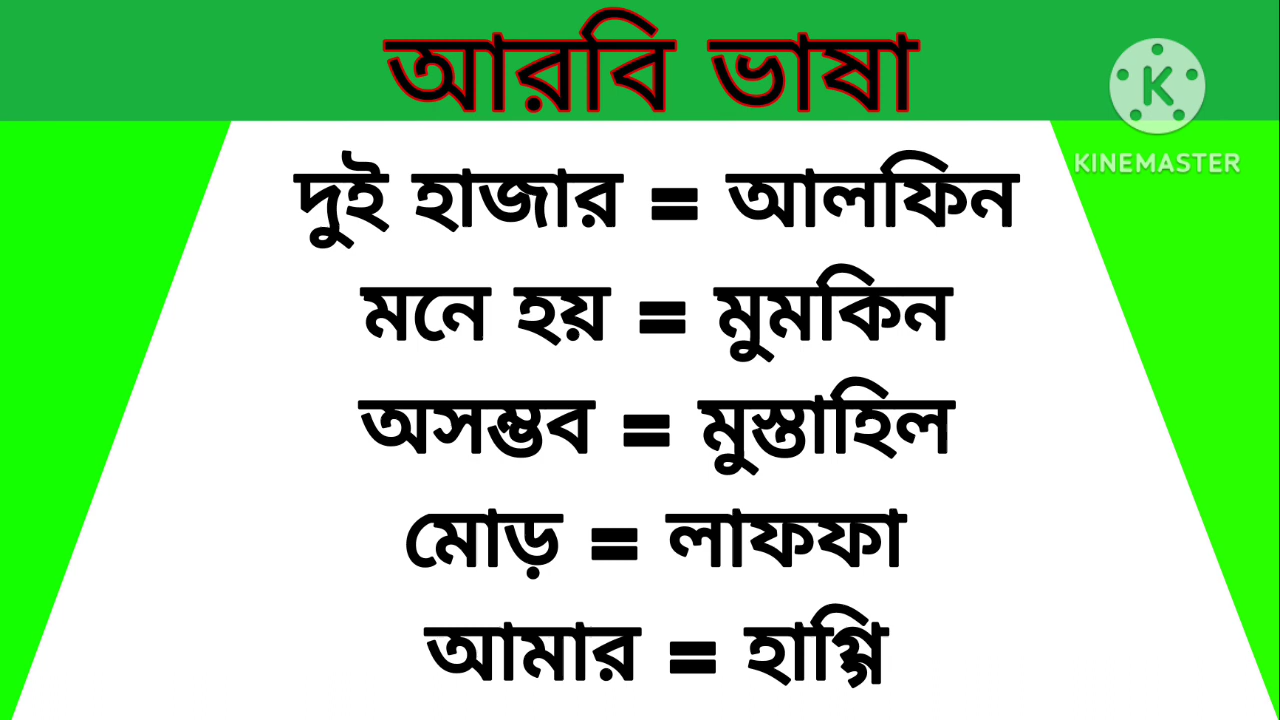 আরবি ভাষা
K
KINEMASTER
দুই হাজার = আলফিন
মনে হয় = মুমকিন
অসম্ভব = মুস্তাহিল
মোড় = লাফফা
আমার = হাগ্গি